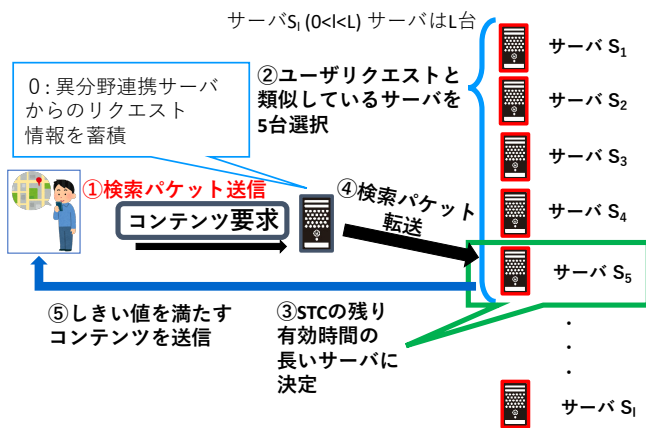 サーバSl (0<l<L) サーバはL台
0：異分野連携サーバ
からのリクエスト
情報を蓄積
②ユーザリクエストと
類似しているサーバを
5台選択
①検索パケット送信
コンテンツ要求
④検索パケット
転送
⑤しきい値を満たす
コンテンツを送信
③STCの残り
有効時間の
長いサーバに
決定
サーバ S1
サーバ S2
サーバ S3
サーバ S4
サーバ S5
・
・
・
サーバ Sl